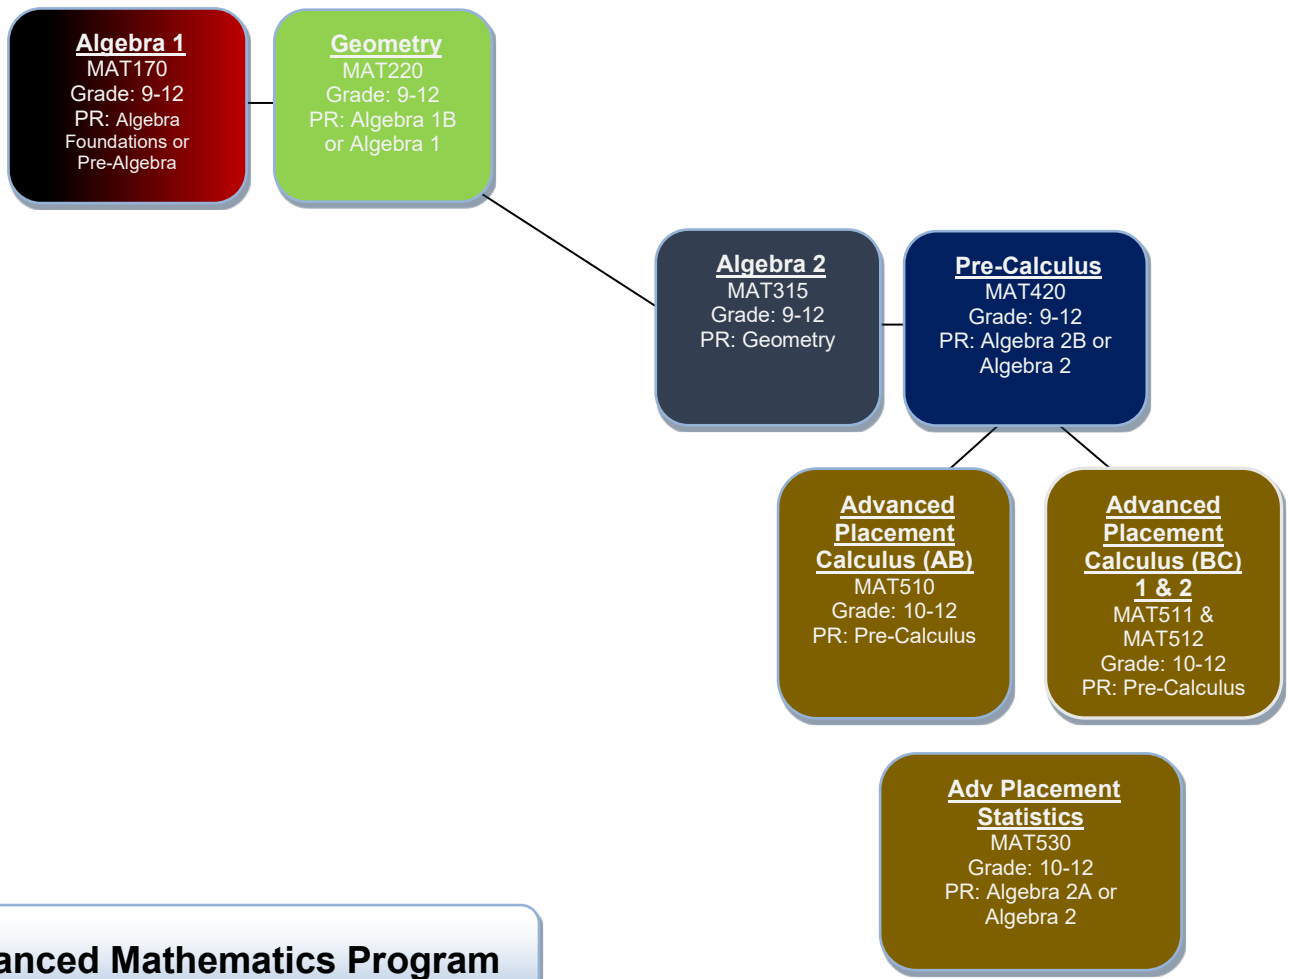 Algebra 1
MAT170
Grade: 9-12
PR: Algebra
Foundations or
Pre-Algebra
Geometry
MAT220
Grade: 9-12
PR: Algebra 1B
or Algebra 1
Algebra 2
MAT315
Grade: 9-12
PR: Geometry
Pre-Calculus
MAT420
Grade: 9-12
PR: Algebra 2B or
Algebra 2
Advanced
Placement
Calculus (AB)
MAT510
Grade: 10-12
PR: Pre-Calculus
Advanced
Placement
Calculus (BC)
1 & 2
MAT511 &
MAT512
Grade: 10-12
PR: Pre-Calculus
Adv Placement
Statistics
MAT530
Grade: 10-12
PR: Algebra 2A or
Algebra 2
Mathematics Program